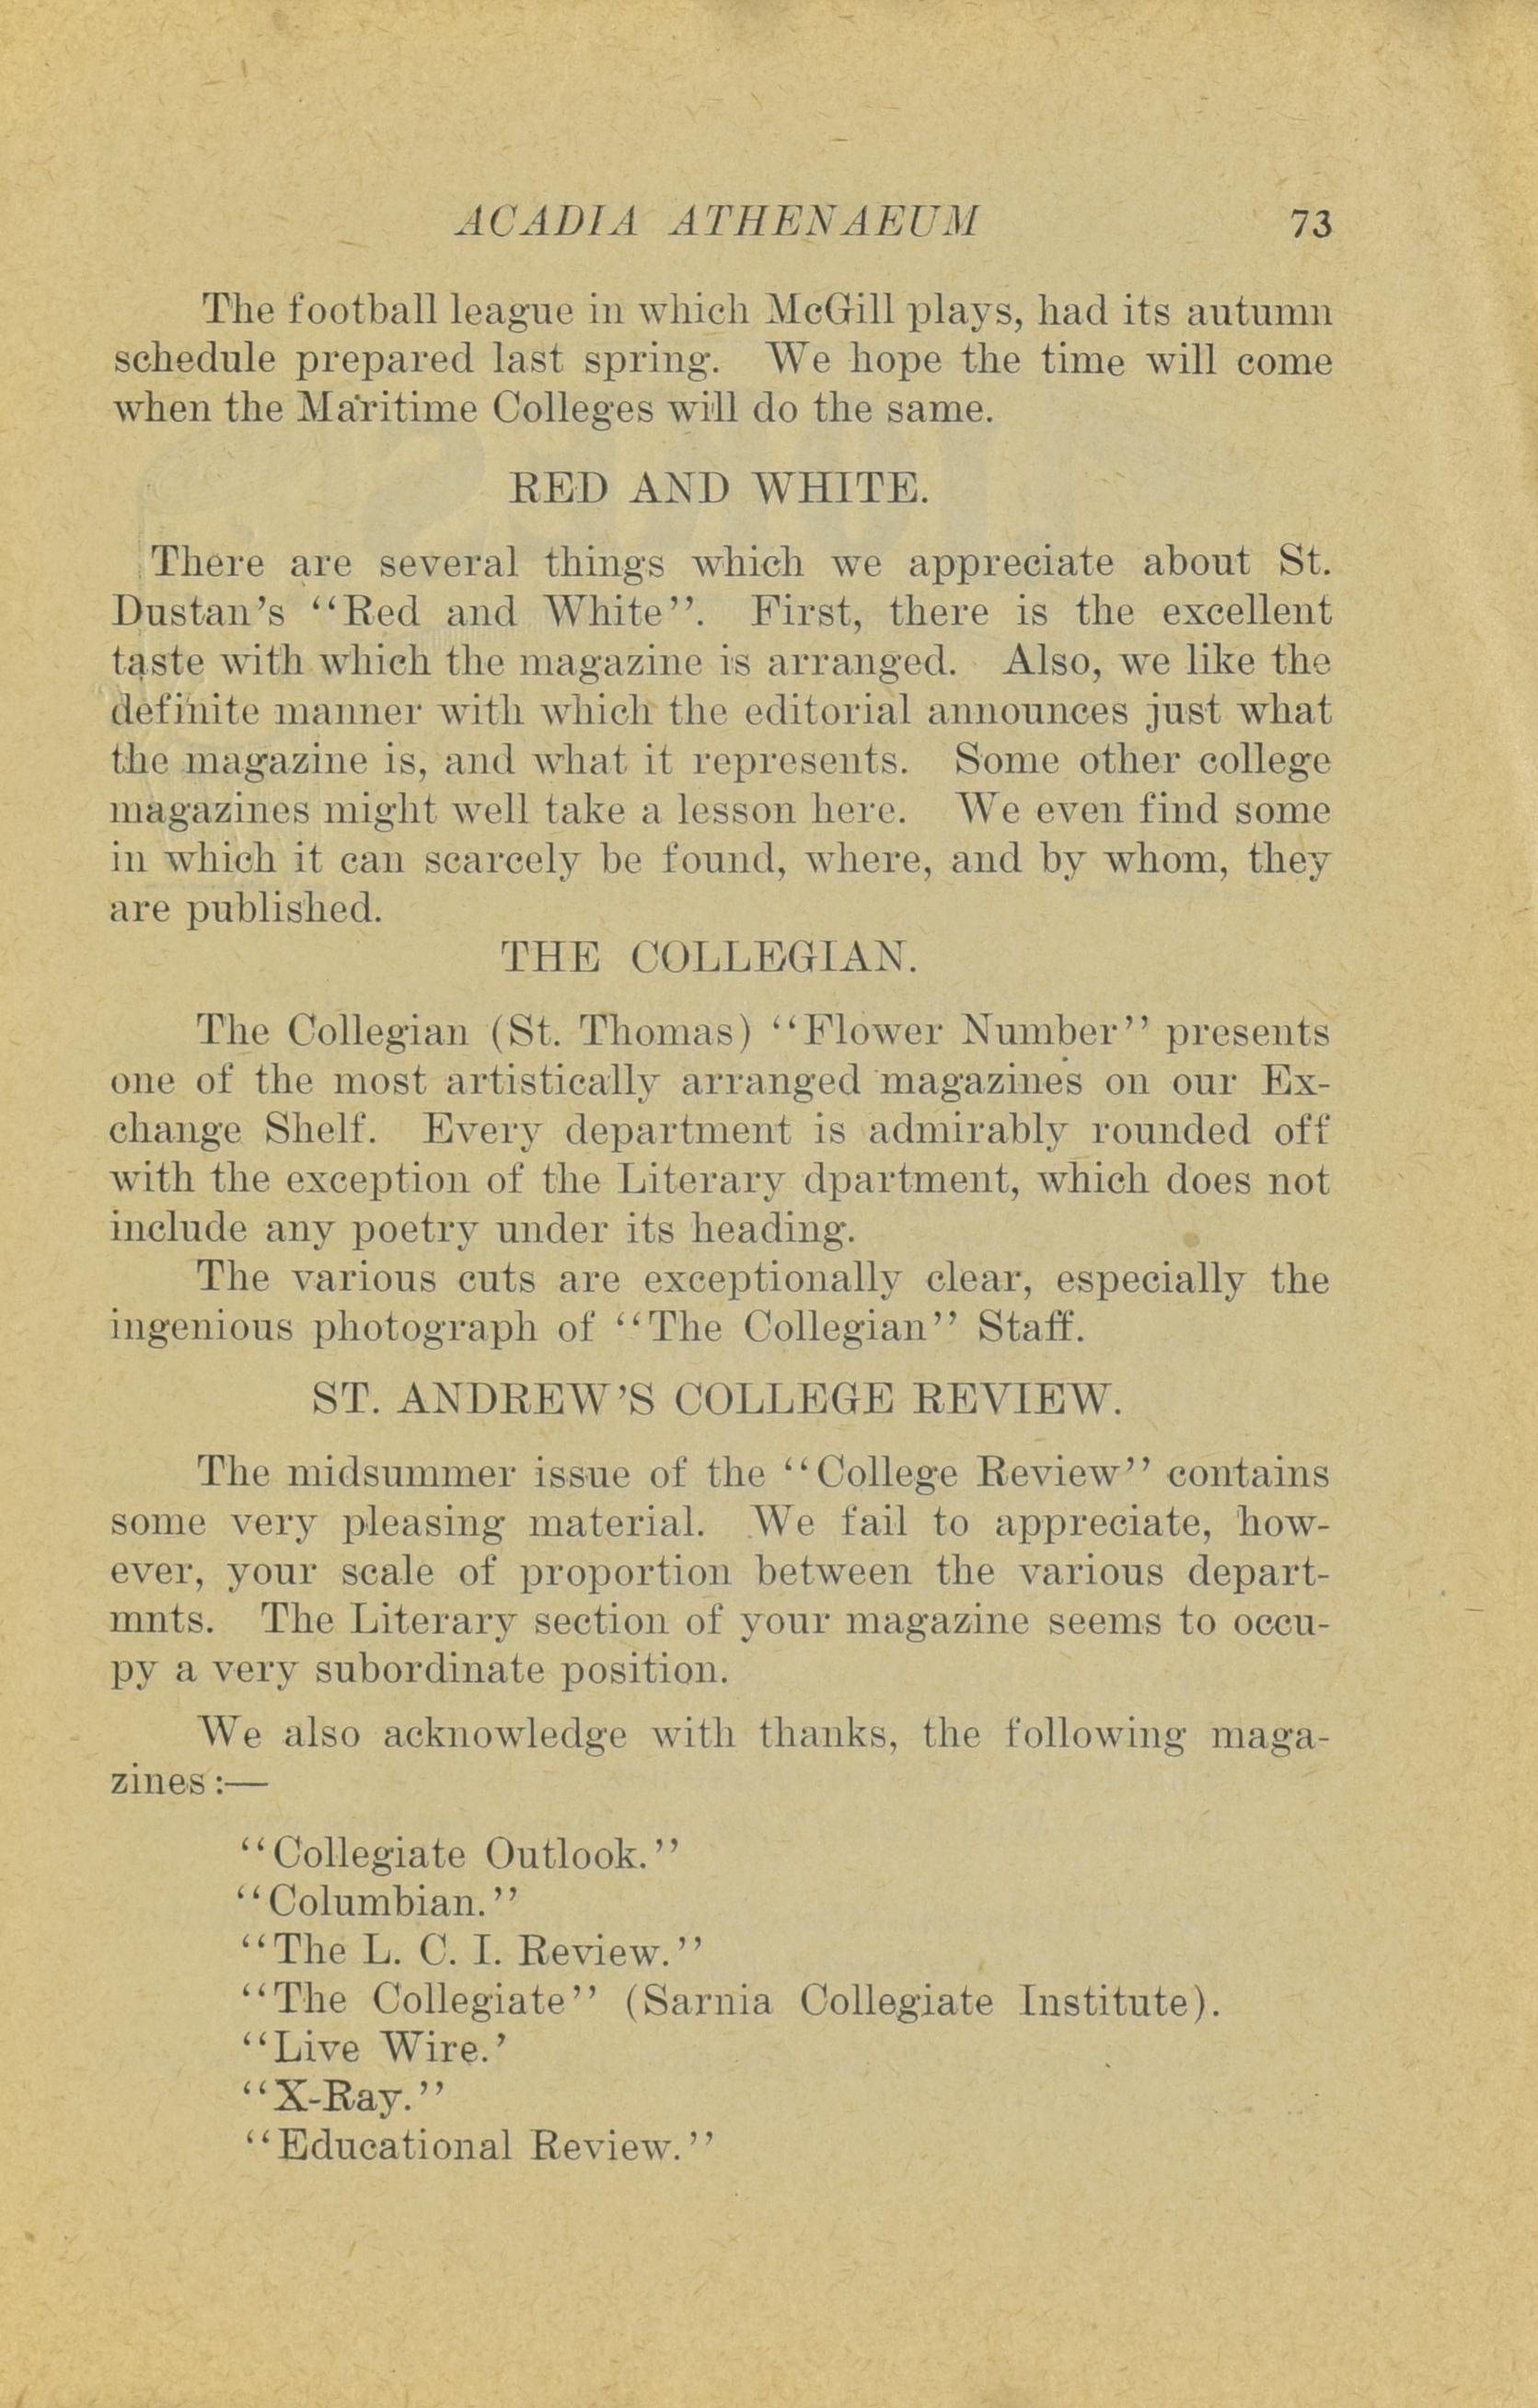 ACADIA ATHENAEUM 73
The football league in which McGill plays, had its autumn
schedule prepared last spring. We hope the time will come
when the Maritime Colleges will do the same.
RED AND WHITE.
There are several things which we appreciate about St.
Dustan's "Red and White". First, there is the excellent
taste with which the magazine is arranged. Also, we like the
definite manner with which the editorial announces just what
the magazine is, and what it represents. Some other college
magazines might well take a lesson here. We even find some
in which it can scarcely be found, where, and by whom, they
are published.
THE COLLEGIAN.
The Collegian (St. Thomas) "Flower Number" presents
one of the most artistically arranged magazines on our Ex-
change Shelf. Every department is admirably rounded off
with the exception of the Literary dpartment, which does not
include any poetry under its heading.
The various cuts are exceptionally clear, especially the
ingenious photograph of "The Collegian" Staff.
ST. ANDREW'S COLLEGE REVIEW.
The midsummer issue of the "College Review" contains
some very pleasing material. We fail to appreciate, how-
ever, your scale of proportion between the various depart-
mnts. The Literary section of your magazine seems to occu-
py a very subordinate position.
We also acknowledge with thanks, the following maga-
zines:—
"Collegiate Outlook."
"Columbian."
"The L. C. I. Review."
"The Collegiate" (Sarnia Collegiate Institute).
"Live Wire.'
"X-Ray."
"Educational Review."